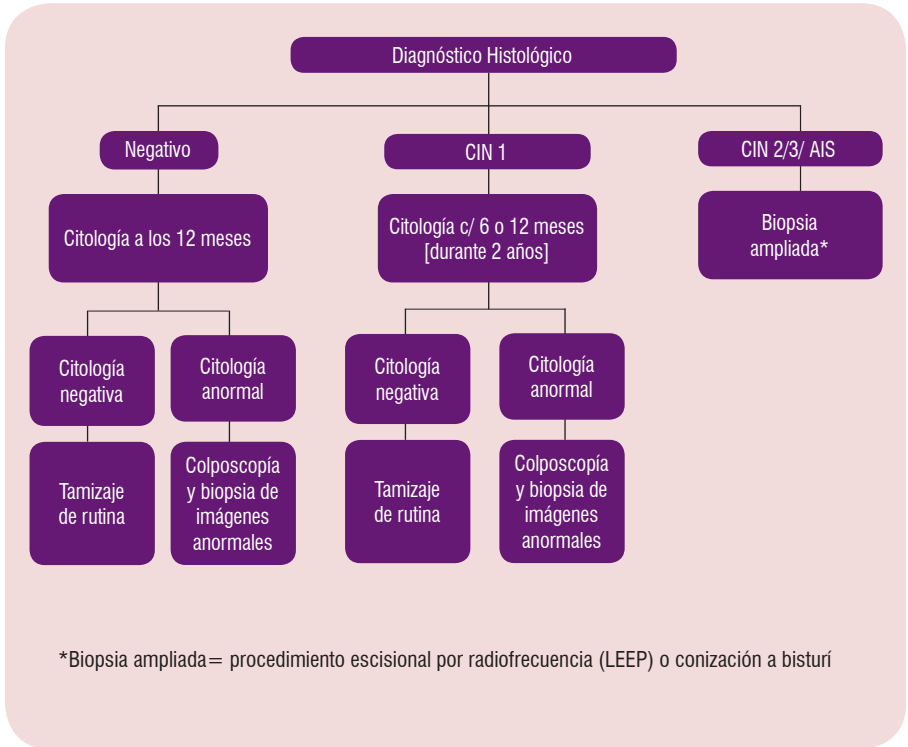 Diagnóstico Histológico
Negativo
CIN 1
CIN 2/3/ AIS
Citología a los 12 meses
Citología c/ 6 o 12 meses
[durante 2 años]
Biopsia
ampliada*
Citología
negativa
Citología
anormal
Citología
negativa
Citología
anormal
Tamizaje
de rutina
Colposcopía
y biopsia de
imágenes
anormales
Tamizaje
de rutina
Colposcopía
y biopsia de
imágenes
anormales
*Biopsia ampliada= procedimiento escisional por radiofrecuencia (LEEP) o conización a bisturí